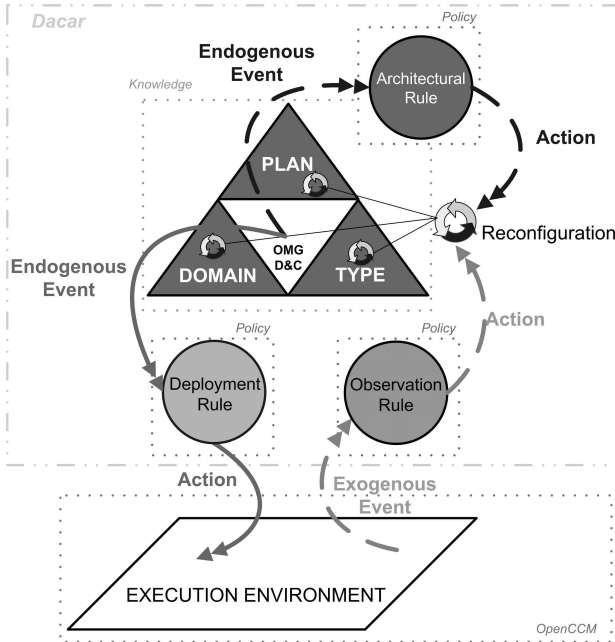 Dacar
Policy
Endogenous
Event
Architectural
Rule
Knowledge
Action
PLAN
Reconfiguration
OMG
D&C
DOMAIN
TYPE
Endogenous
Event
Action
Policy
Policy
Deployment
Rule
Observation
Rule
Action
Exogenous
Event
EXECUTION ENVIRONMENT
OpenCCM